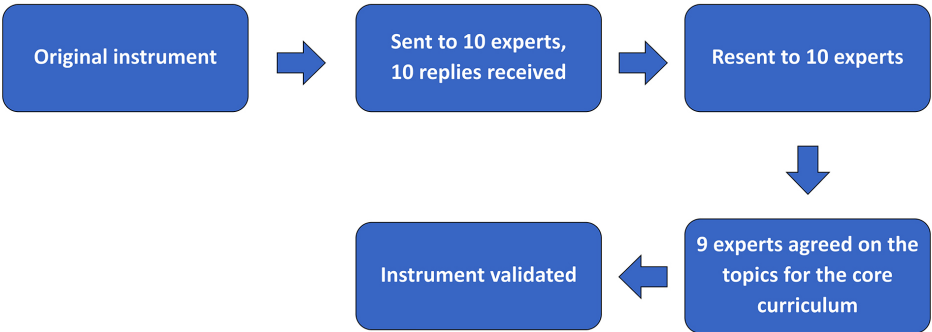 Original instrument
Sent to 10 experts,
10 replies received
Resent to 10 experts
9 experts agreed on the
topics for the core
curriculum
Instrument validated